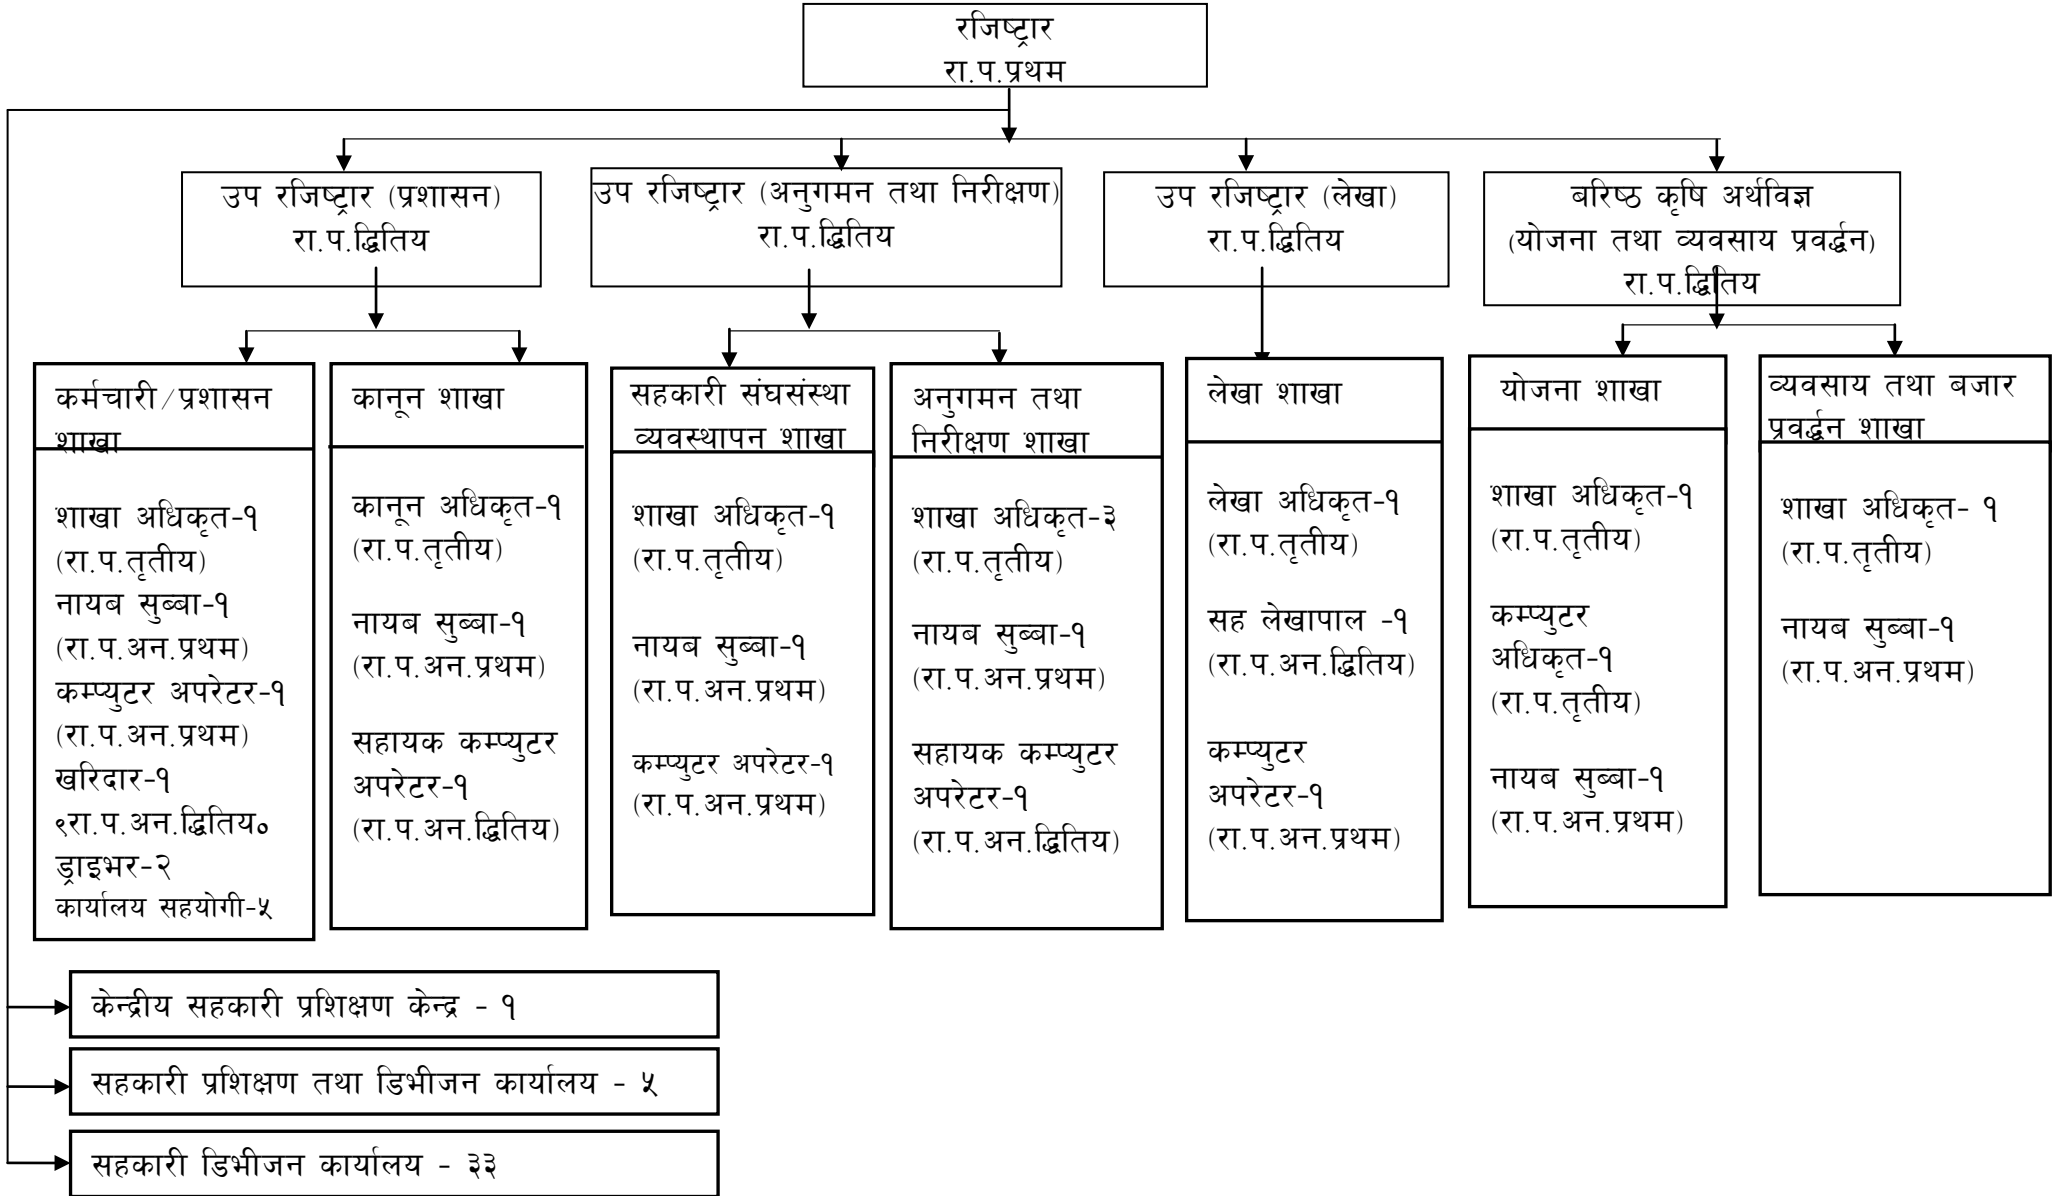 रजिष्ट्रार
रा.प.प्रथम
उप रजिष्ट्रार (प्रशासन)
रा.प.द्धितिय
उप रजिष्ट्रार (अनुगमन तथा निरीक्षण)
रा.प.द्धितिय
उप रजिष्ट्रार (लेखा)
रा.प.द्धितिय
बरिष्ठ कृषि अर्थविज्ञ
(योजना तथा व्यवसाय प्रवर्द्धन)
रा.प.द्धितिय
कर्मचारी/प्रशासन
शाखा
शाखा अधिकृत-१
(रा.प.तृतीय)
नायब सुब्बा-१
(रा.प.अन.प्रथम)
कम्प्युटर अपरेटर-१
(रा.प.अन.प्रथम)
खरिदार-१
९रा.प.अन.द्धितिय०
ड्राइभर-२
कार्यालय सहयोगी-५
कानून शाखा
कानून अधिकृत-१
(रा.प.तृतीय)
नायब सुब्बा-१
(रा.प.अन.प्रथम)
सहायक कम्प्युटर
अपरेटर-१
(रा.प.अन.द्धितिय)
सहकारी संघसंस्था
व्यवस्थापन शाखा
शाखा अधिकृत-१
(रा.प.तृतीय)
नायब सुब्बा-१
(रा.प.अन.प्रथम)
कम्प्युटर अपरेटर-१
(रा.प.अन.प्रथम)
अनुगमन तथा
निरीक्षण शाखा
शाखा अधिकृत-३
(रा.प.तृतीय)
नायब सुब्बा-१
(रा.प.अन.प्रथम)
सहायक कम्प्युटर
अपरेटर-१
(रा.प.अन.द्धितिय)
लेखा शाखा
लेखा अधिकृत-१
(रा.प.तृतीय)
सह लेखापाल -१
(रा.प.अन.द्धितिय)
कम्प्युटर
अपरेटर-१
(रा.प.अन.प्रथम)
योजना शाखा
शाखा अधिकृत-१
(रा.प.तृतीय)
कम्प्युटर
अधिकृत-१
(रा.प.तृतीय)
नायब सुब्बा-१
(रा.प.अन.प्रथम)
व्यवसाय तथा बजार
प्रवर्द्धन शाखा
शाखा अधिकृत- १
(रा.प.तृतीय)
नायब सुब्बा-१
(रा.प.अन.प्रथम)
केन्द्रीय सहकारी प्रशिक्षण केन्द्र - १
सहकारी प्रशिक्षण तथा डिभीजन कार्यालय - ५
सहकारी डिभीजन कार्यालय - ३३